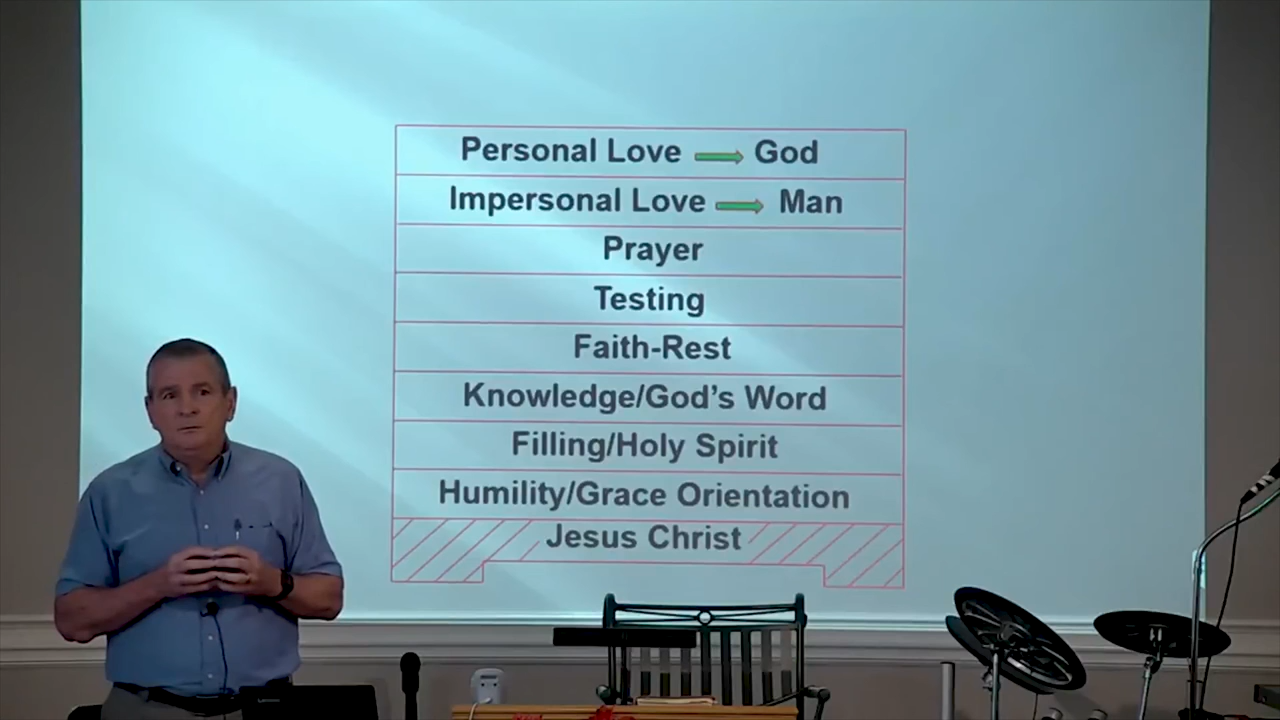 Personal Love God
Impersonal Love Man
Prayer
Testing
Faith-Rest
Knowledge/God's Word
Filling/Holy Spirit
Humility/Grace Orientation
Jesus Christ